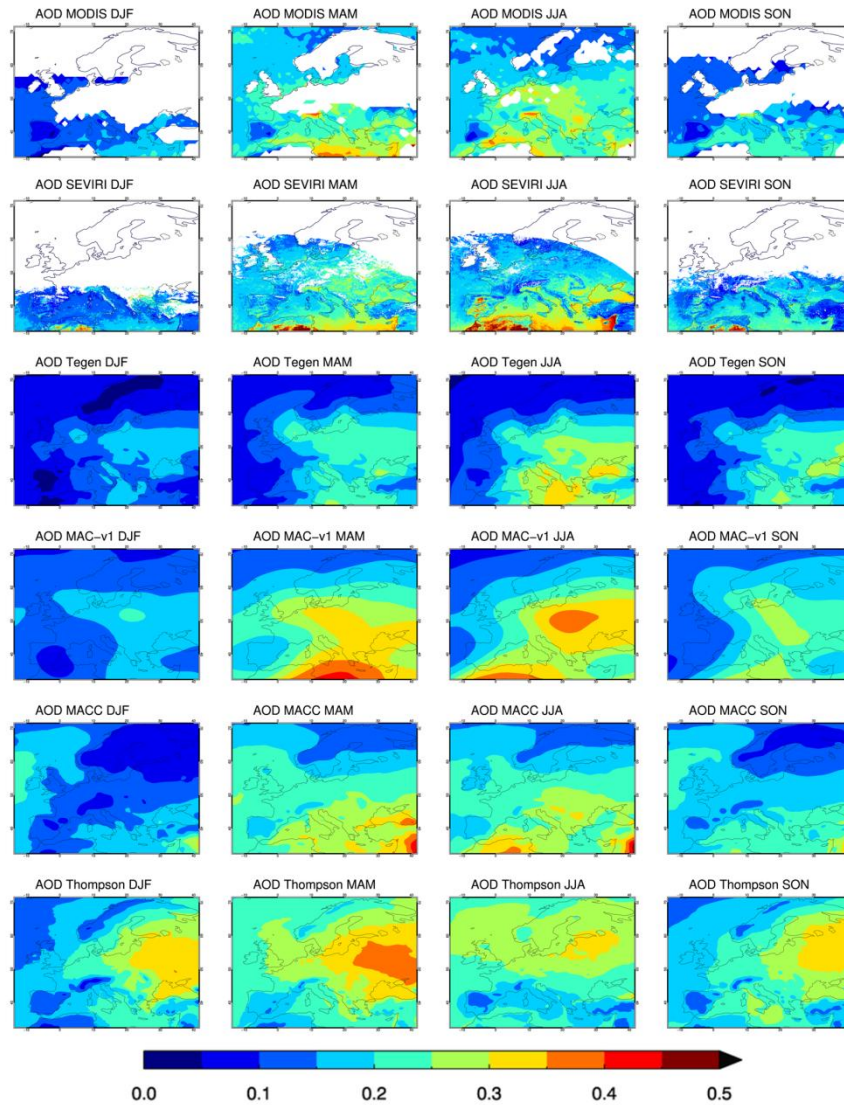 AOD MODIS DJF
AOD MODIS MAM
AOD MODIS JJA
AOD MODIS SON
AOD SEVIRI DJF
AOD SEVIRI MAM
AOD SEVIRI JJA
AOD SEVIRI SON
AOD Tegen DJF
AOD Tegen MAM
AOD Tegen JJA
AOD Tegen SON
AOD MAC-v1 DJF
AOD MAC-v1 MAM
AOD MAC-v1 JJA
AOD MAC-v1 SON
AOD MACC DJF
AOD MACC MAM
AOD MACC JJA
AOD MACC SON
AOD Thompson DJF
AOD Thompson MAM
AOD Thompson JJA
AOD Thompson SON
0.0 0.1 0.2 0.3 0.4 0.5